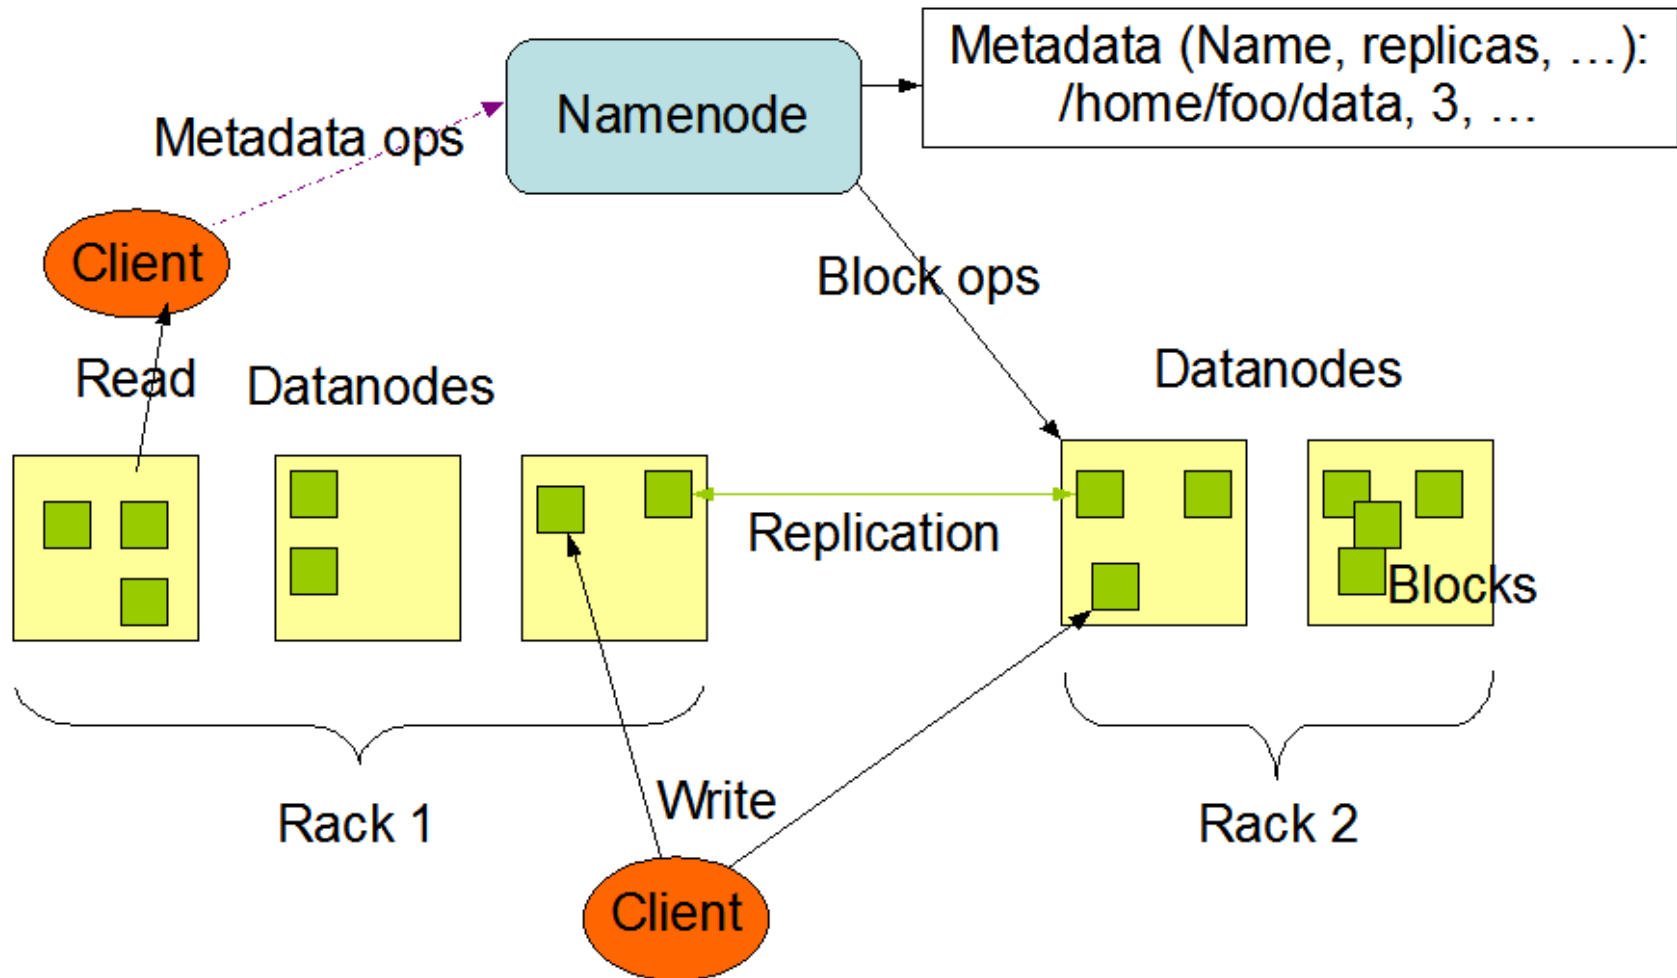 Metadata (Name, replicas, …):
/home/foo/data, 3, …
Namenode
Metadata ops
Client
Block ops
Read
Datanodes
Datanodes
Replication
Blocks
Rack 1
Write
Rack 2
Client